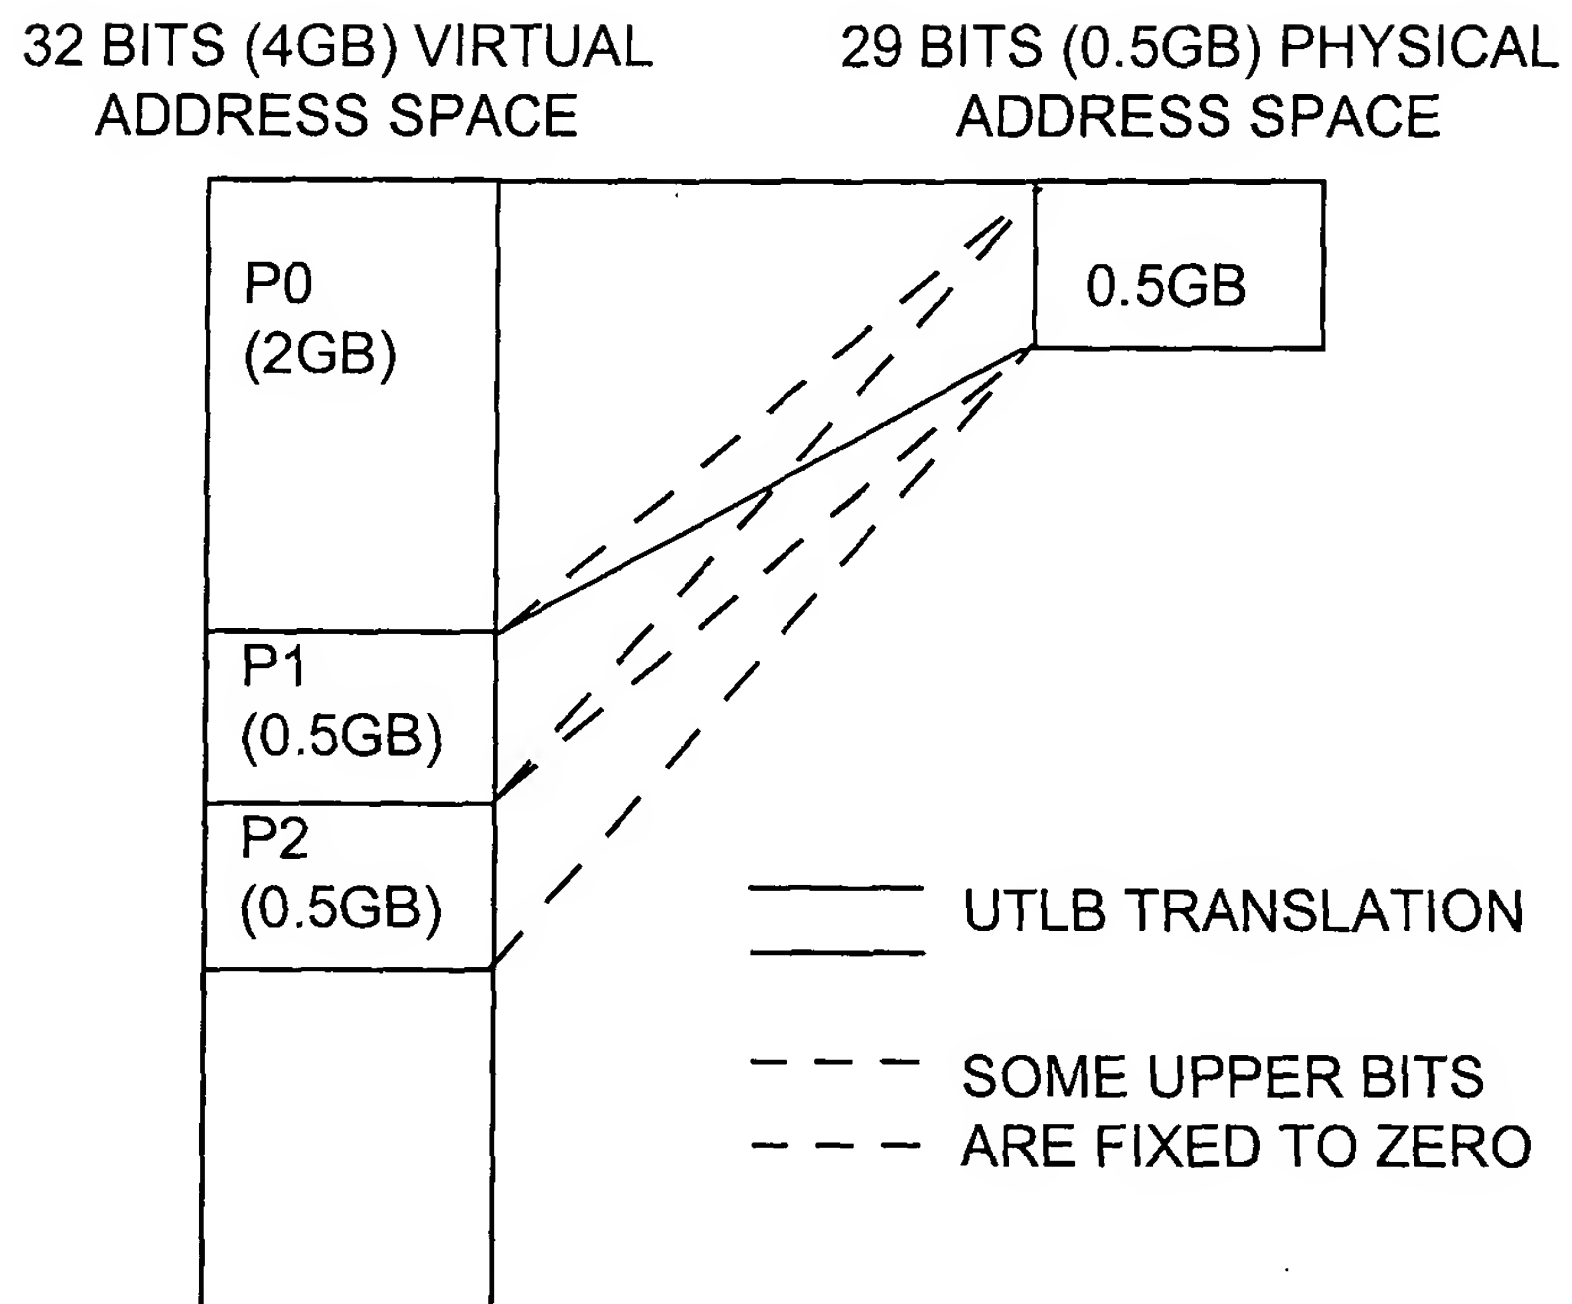 32 BITS (4GB) VIRTUAL
ADDRESS SPACE
29 BITS (0.5GB) PHYSICAL
ADDRESS SPACE
P0
(2GB)
0.5GB
P1
(0.5GB)
P2
(0.5GB)
UTLB TRANSLATION
SOME UPPER BITS
ARE FIXED TO ZERO